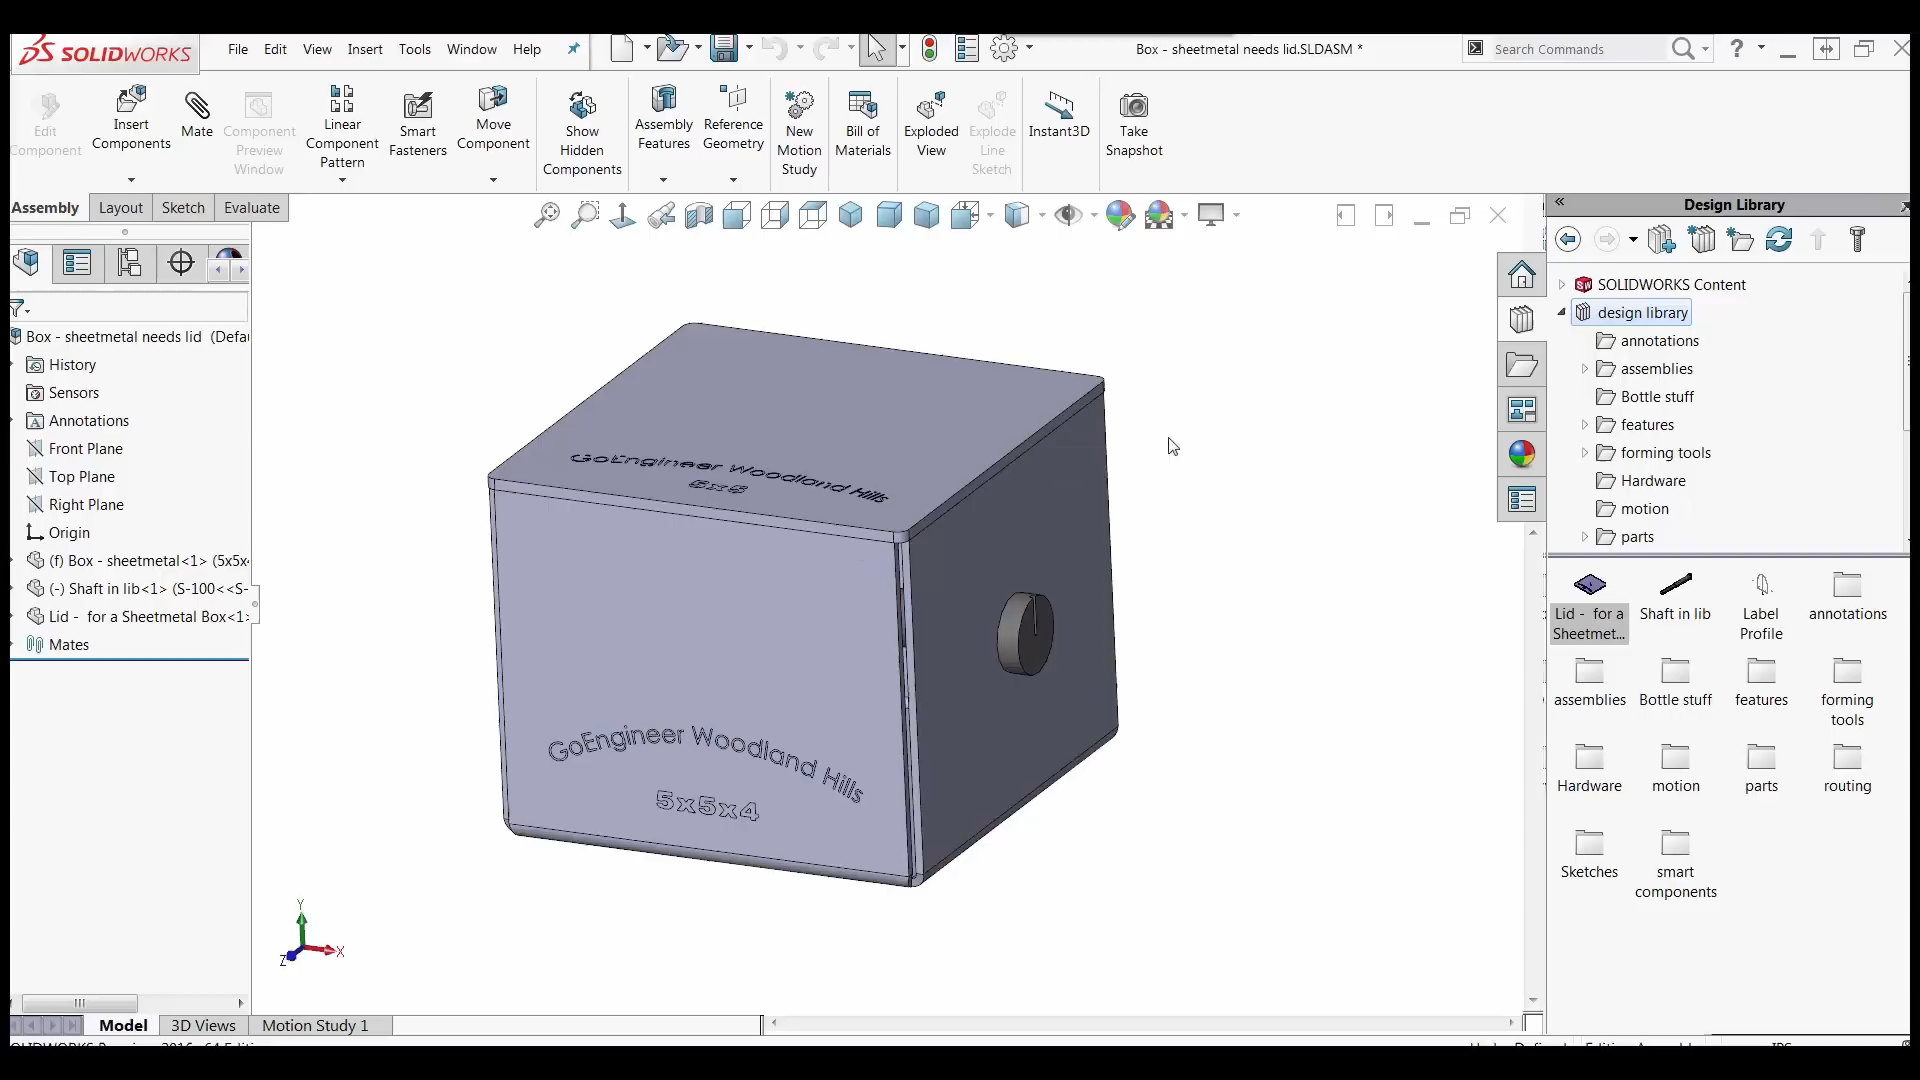 SOLIDWORKS
File Edit View Insert Tools Window Help
Box - sheetmetal needs lid.SLDASM *
Search Commands
?
Edit Component
Insert Components
Mate
Component Preview Window
Linear Component Pattern
Smart Fasteners
Move Component
Show Hidden Components
Assembly Features
Reference Geometry
New Motion Study
Bill of Materials
Exploded View
Explode Line Sketch
Instant3D
Take Snapshot
Assembly Layout Sketch Evaluate
Box - sheetmetal needs lid (Defa
History
Sensors
Annotations
Front Plane
Top Plane
Right Plane
Origin
(f) Box - sheetmetal<1> (5x5x
(-) Shaft in lib<1> (S-100<<S-
Lid - for a Sheetmetal Box<1>
Mates
GoEngineer Woodland Hills
GoEngineer Woodland Hills
5x5x4
Y
X
Z
Model 3D Views Motion Study 1
Design Library
SOLIDWORKS Content
design library
annotations
assemblies
Bottle stuff
features
forming tools
Hardware
motion
parts
Lid - for a Sheetmet...
Shaft in lib
Label Profile
annotations
assemblies
Bottle stuff
features
forming tools
Hardware
motion
parts
routing
Sketches
smart components